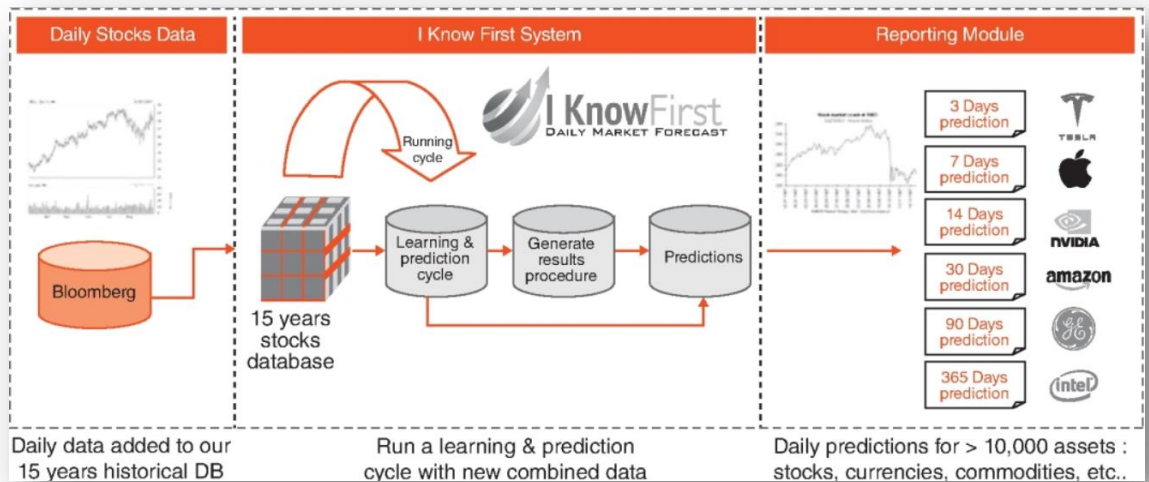 Daily Stocks Data
I Know First System
Reporting Module
I KnowFirst
DAILY MARKET FORECAST
Running
cycle
Bloomberg
15 years
stocks
database
Learning &
prediction
cycle
Generate
results
procedure
Predictions
3 Days
prediction
TESLA
7 Days
prediction
14 Days
prediction
NVIDIA
30 Days
prediction
amazon
90 Days
prediction
GE
365 Days
prediction
intel
Daily data added to our
15 years historical DB
Run a learning & prediction
cycle with new combined data
Daily predictions for > 10,000 assets :
stocks, currencies, commodities, etc..